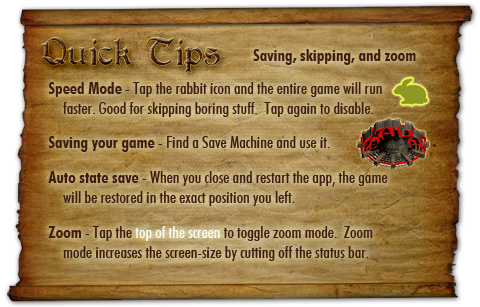 Quick Tips
Saving, skipping, and zoom
Speed Mode - Tap the rabbit icon and the entire game will run
faster. Good for skipping boring stuff. Tap again to disable.
Saving your game - Find a Save Machine and use it.
Auto state save - When you close and restart the app, the game
will be restored in the exact position you left.
Zoom - Tap the top of the screen to toggle zoom mode. Zoom
mode increases the screen-size by cutting off the status bar.